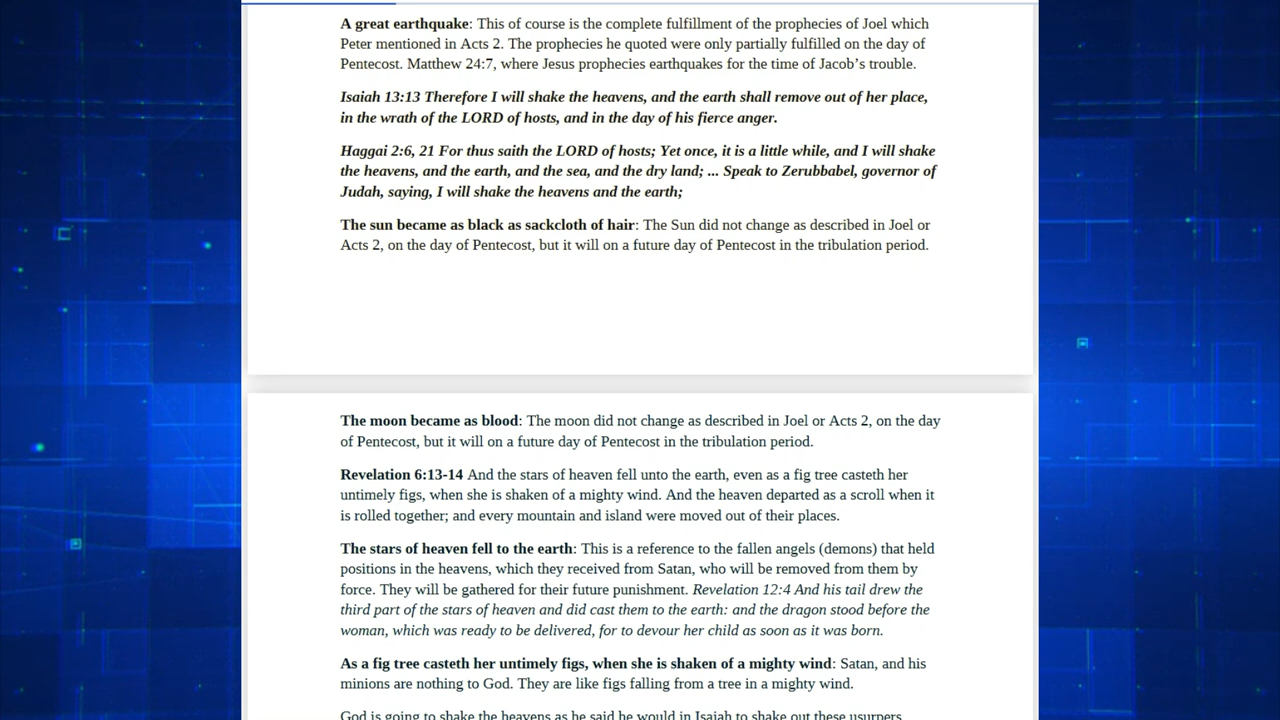 A great earthquake: This of course is the complete fulfillment of the prophecies of Joel which
Peter mentioned in Acts 2. The prophecies he quoted were only partially fulfilled on the day of
Pentecost. Matthew 24:7, where Jesus prophecies earthquakes for the time of Jacob’s trouble.
Isaiah 13:13 Therefore I will shake the heavens, and the earth shall remove out of her place,
in the wrath of the LORD of hosts, and in the day of his fierce anger.
Haggai 2:6, 21 For thus saith the LORD of hosts; Yet once, it is a little while, and I will shake
the heavens, and the earth, and the sea, and the dry land; ... Speak to Zerubbabel, governor of
Judah, saying, I will shake the heavens and the earth;
The sun became as black as sackcloth of hair: The Sun did not change as described in Joel or
Acts 2, on the day of Pentecost, but it will on a future day of Pentecost in the tribulation period.
The moon became as blood: The moon did not change as described in Joel or Acts 2, on the day
of Pentecost, but it will on a future day of Pentecost in the tribulation period.
Revelation 6:13-14 And the stars of heaven fell unto the earth, even as a fig tree casteth her
untimely figs, when she is shaken of a mighty wind. And the heaven departed as a scroll when it
is rolled together; and every mountain and island were moved out of their places.
The stars of heaven fell to the earth: This is a reference to the fallen angels (demons) that held
positions in the heavens, which they received from Satan, who will be removed from them by
force. They will be gathered for their future punishment. Revelation 12:4 And his tail drew the
third part of the stars of heaven and did cast them to the earth: and the dragon stood before the
woman, which was ready to be delivered, for to devour her child as soon as it was born.
As a fig tree casteth her untimely figs, when she is shaken of a mighty wind: Satan, and his
minions are nothing to God. They are like figs falling from a tree in a mighty wind.
God is going to shake the heavens as he said he would in Isaiah to shake out these usurpers